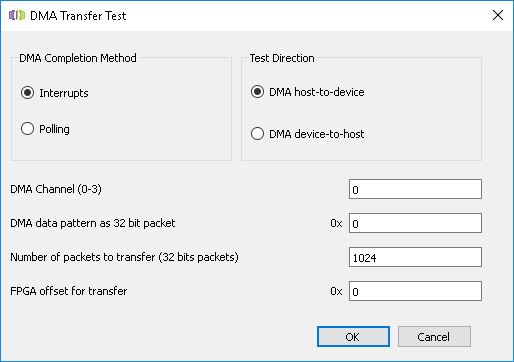 DMA Transfer Test
DMA Completion Method
Interrupts
Polling
Test Direction
DMA host-to-device
DMA device-to-host
DMA Channel (0-3) 0
DMA data pattern as 32 bit packet 0x 0
Number of packets to transfer (32 bits packets) 1024
FPGA offset for transfer 0x 0
OK Cancel